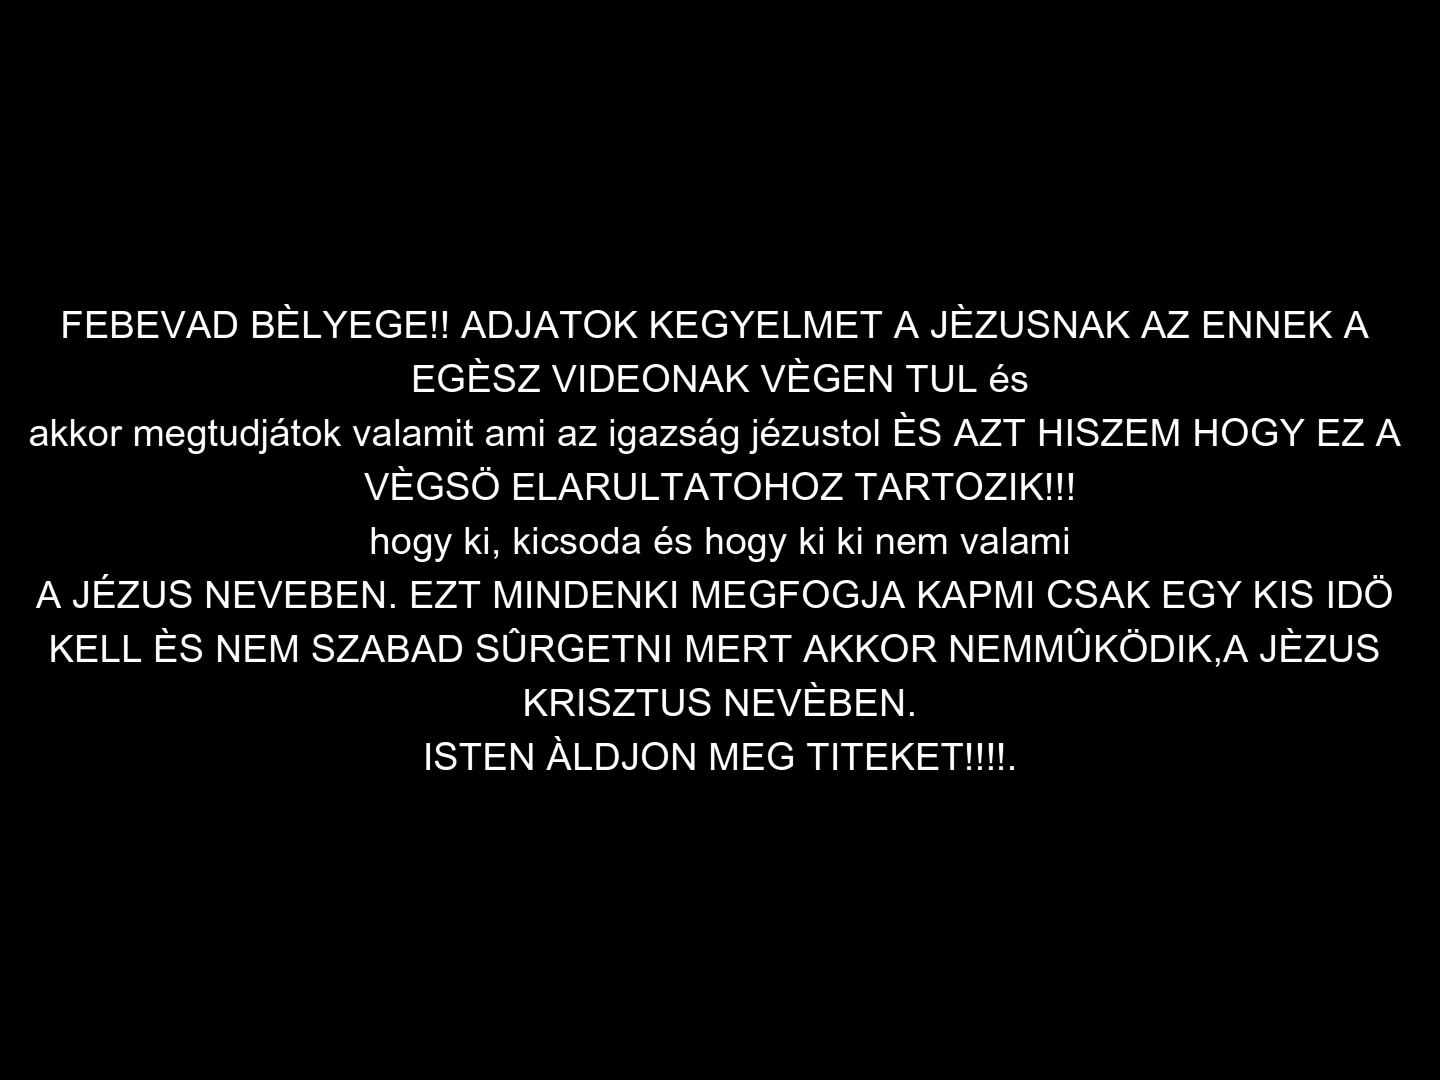 FEBEVAD BÈLYEGE!! ADJATOK KEGYELMET A JÈZUSNAK AZ ENNEK A
EGÈSZ VIDEONAK VÈGEN TUL és
akkor megtudjátok valamit ami az igazság jézustol ÈS AZT HISZEM HOGY EZ A
VÈGSÖ ELARULTATOHOZ TARTOZIK!!!
hogy ki, kicsoda és hogy ki ki nem valami
A JÉZUS NEVEBEN. EZT MINDENKI MEGFOGJA KAPMI CSAK EGY KIS IDÖ
KELL ÈS NEM SZABAD SÛRGETNI MERT AKKOR NEMMÛKÖDIK,A JÈZUS
KRISZTUS NEVÈBEN.
ISTEN ÀLDJON MEG TITEKET!!!!.